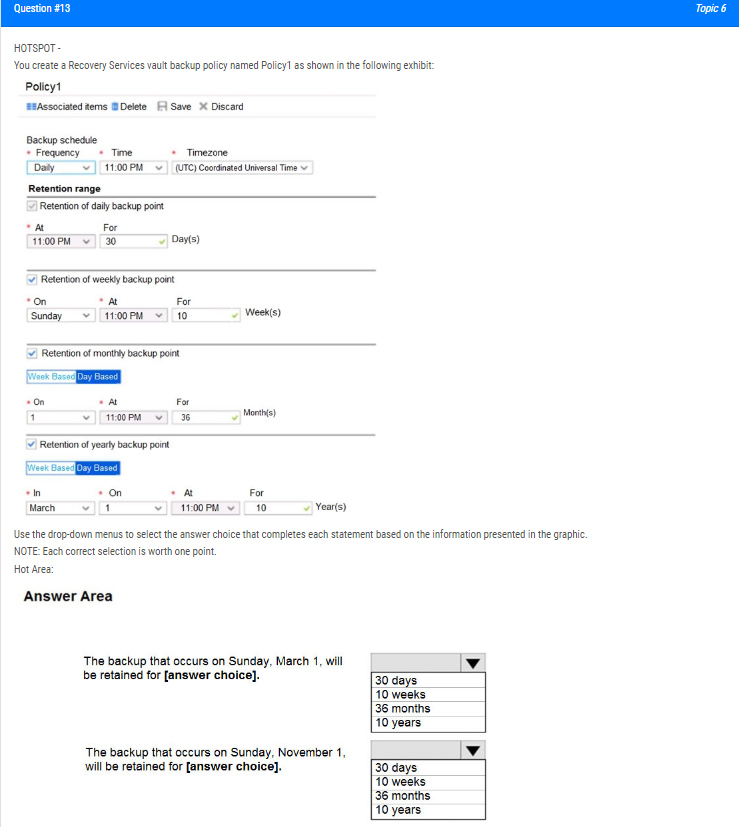 Question #13 Topic 6
HOTSPOT -
You create a Recovery Services vault backup policy named Policy1 as shown in the following exhibit:
Policy1
Associated items Delete Save Discard
Backup schedule
* Frequency * Time * Timezone
Daily 11:00 PM (UTC) Coordinated Universal Time
Retention range
Retention of daily backup point
* At For
11:00 PM 30 Day(s)
Retention of weekly backup point
* On * At For
Sunday 11:00 PM 10 Week(s)
Retention of monthly backup point
Week Based Day Based
* On * At For
1 11:00 PM 36 Month(s)
Retention of yearly backup point
Week Based Day Based
* In * On * At For
March 1 11:00 PM 10 Year(s)
Use the drop-down menus to select the answer choice that completes each statement based on the information presented in the graphic.
NOTE: Each correct selection is worth one point.
Hot Area:
Answer Area
The backup that occurs on Sunday, March 1, will
be retained for [answer choice].
30 days
10 weeks
36 months
10 years
The backup that occurs on Sunday, November 1,
will be retained for [answer choice].
30 days
10 weeks
36 months
10 years